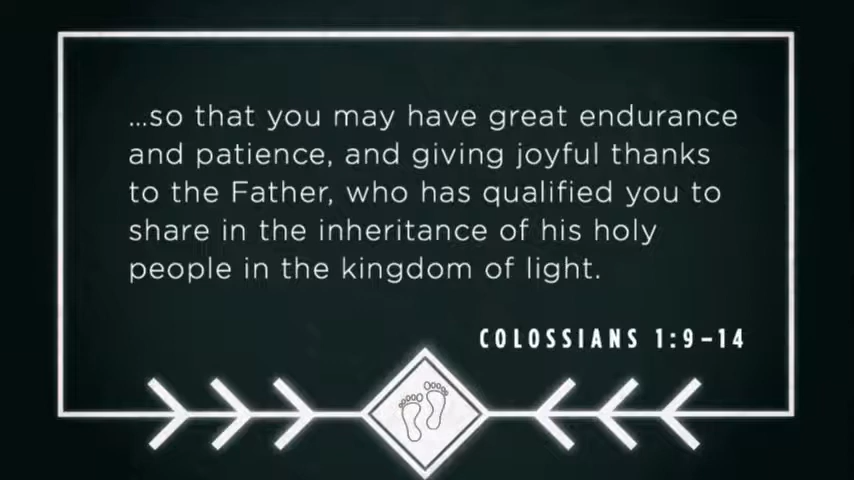 ...so that you may have great endurance
and patience, and giving joyful thanks
to the Father, who has qualified you to
share in the inheritance of his holy
people in the kingdom of light.
COLOSSIANS 1:9–14